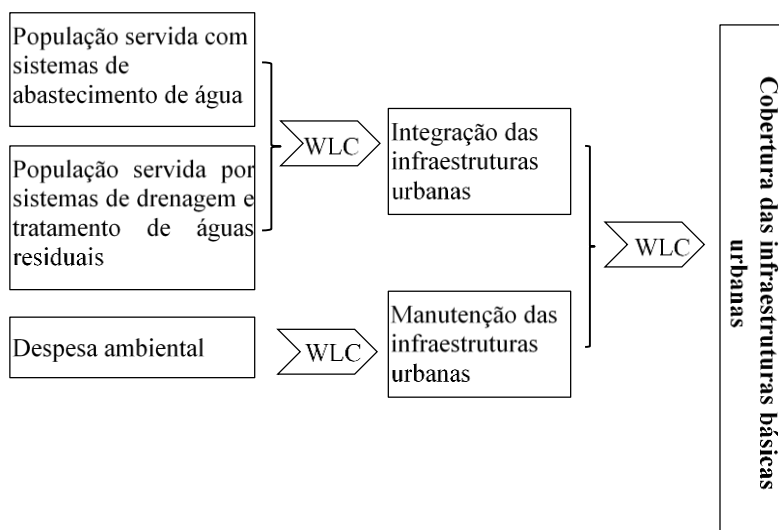 População servida com
sistemas de
abastecimento de água
População servida por
sistemas de drenagem e
tratamento de águas
residuais
WLC
Integração das
infraestruturas
urbanas
Despesa ambiental
WLC
Manutenção das
infraestruturas
urbanas
WLC
Cobertura das infraestruturas básicas
urbanas